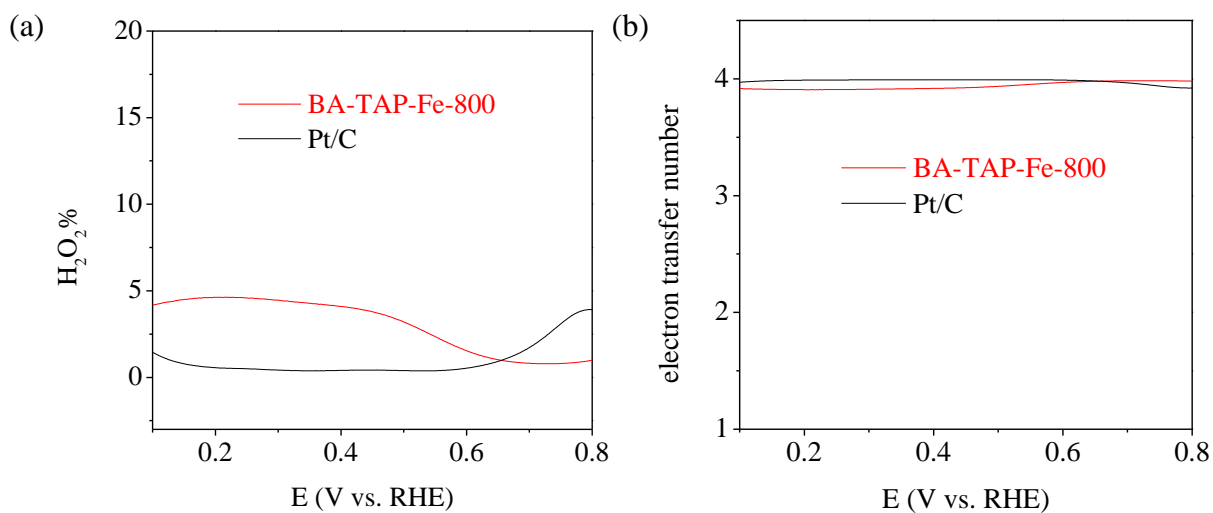 (a)
20
15
10
5
0
H₂O₂%
BA-TAP-Fe-800
Pt/C
0.2 0.4 0.6 0.8
E (V vs. RHE)
(b)
4
3
2
1
electron transfer number
BA-TAP-Fe-800
Pt/C
0.2 0.4 0.6 0.8
E (V vs. RHE)